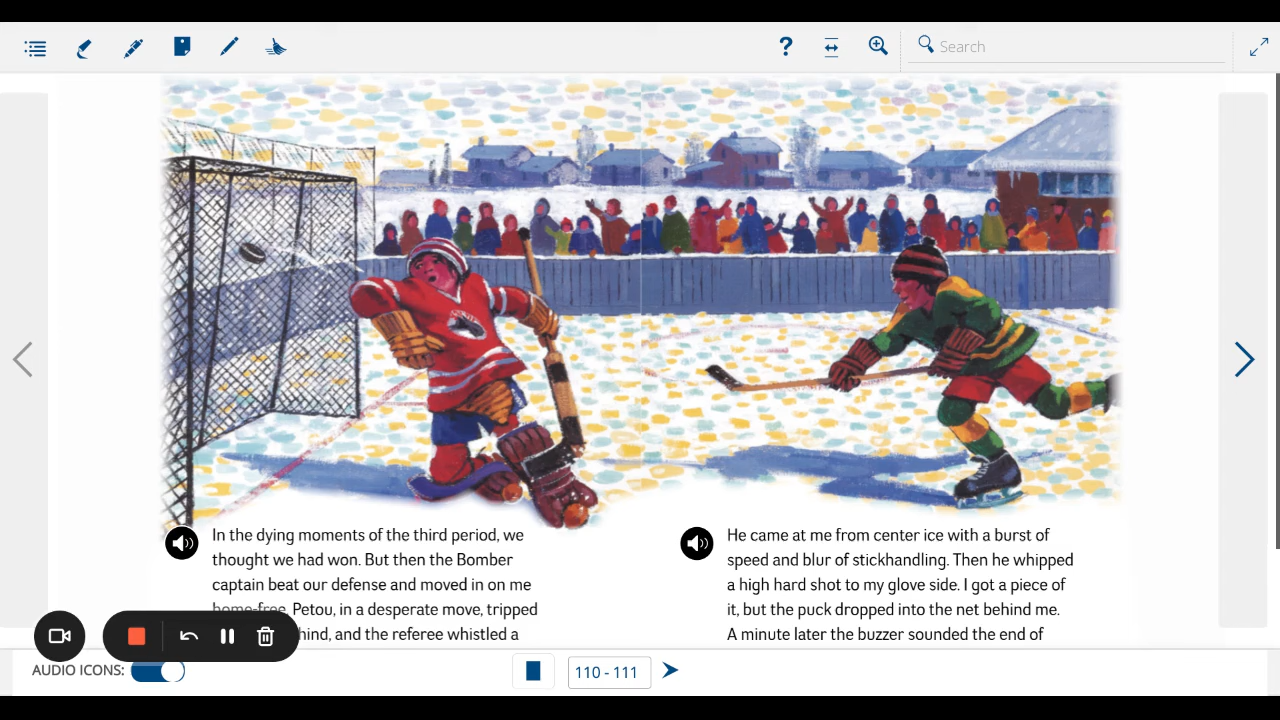 Search
In the dying moments of the third period, we
thought we had won. But then the Bomber
captain beat our defense and moved in on me
home-free. Petou, in a desperate move, tripped
hind, and the referee whistled a
He came at me from center ice with a burst of
speed and blur of stickhandling. Then he whipped
a high hard shot to my glove side. I got a piece of
it, but the puck dropped into the net behind me.
A minute later the buzzer sounded the end of
AUDIO ICONS:
110 - 111